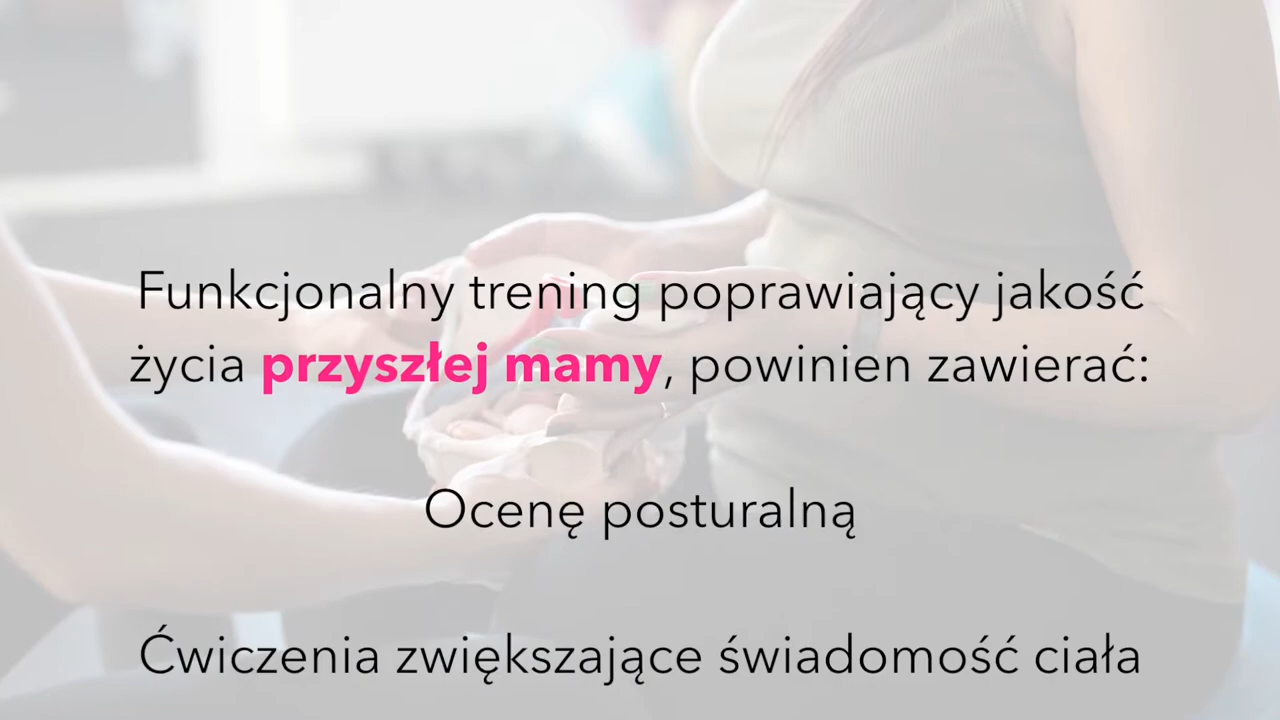 Funkcjonalny trening poprawiający jakość
życia przyszłej mamy, powinien zawierać:
Ocenę posturalną
Ćwiczenia zwiększające świadomość ciała